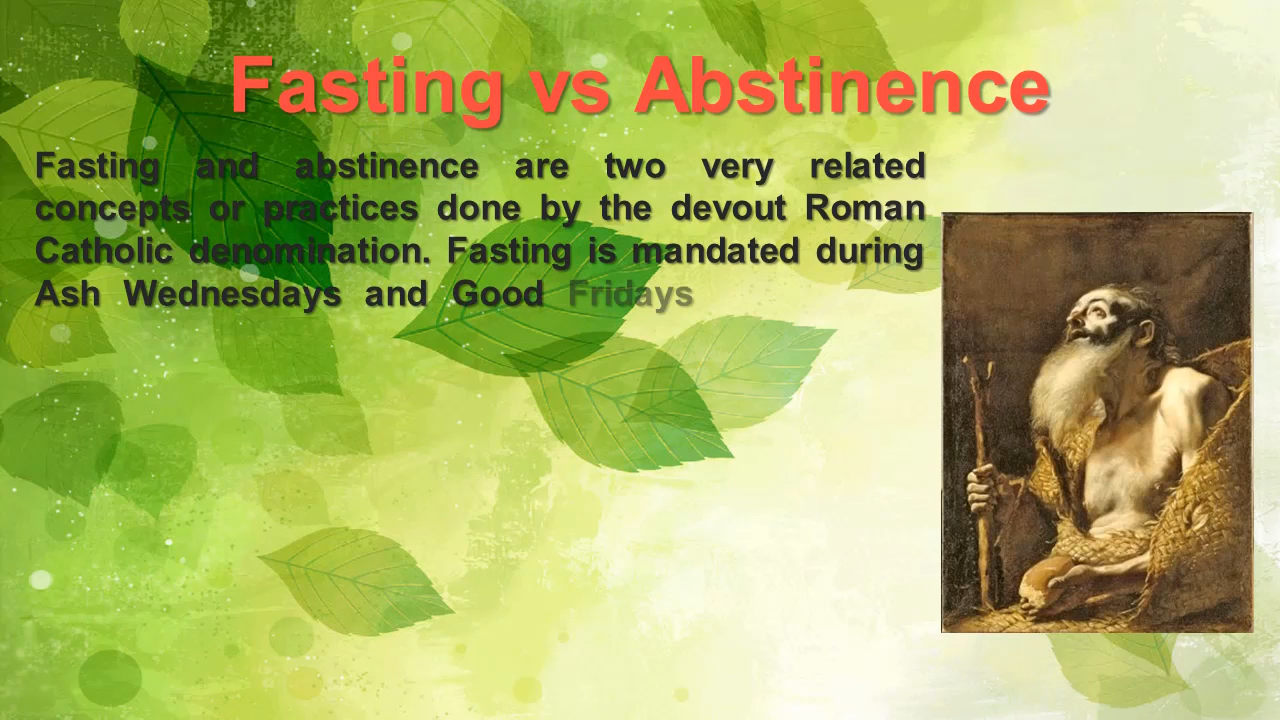 Fasting vs Abstinence
Fasting and abstinence are two very related
concepts or practices done by the devout Roman
Catholic denomination. Fasting is mandated during
Ash Wednesdays and Good Fridays